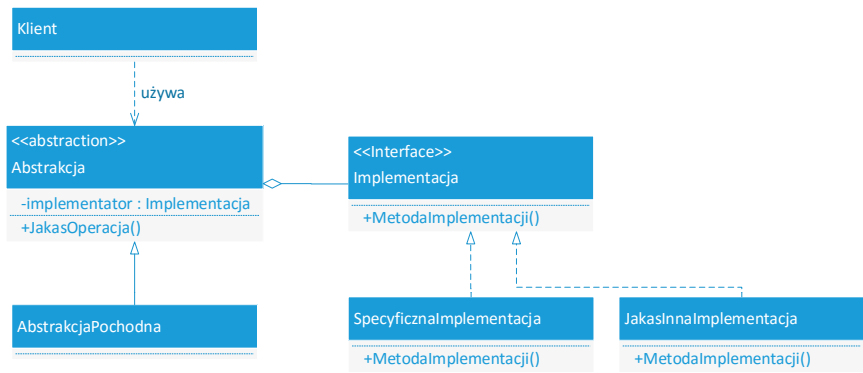 Klient
używa
<<abstraction>>
Abstrakcja
-implementator : Implementacja
+JakasOperacja()
<<Interface>>
Implementacja
+MetodaImplementacji()
AbstrakcjaPochodna
SpecyficznaImplementacja
+MetodaImplementacji()
JakasInnaImplementacja
+MetodaImplementacji()